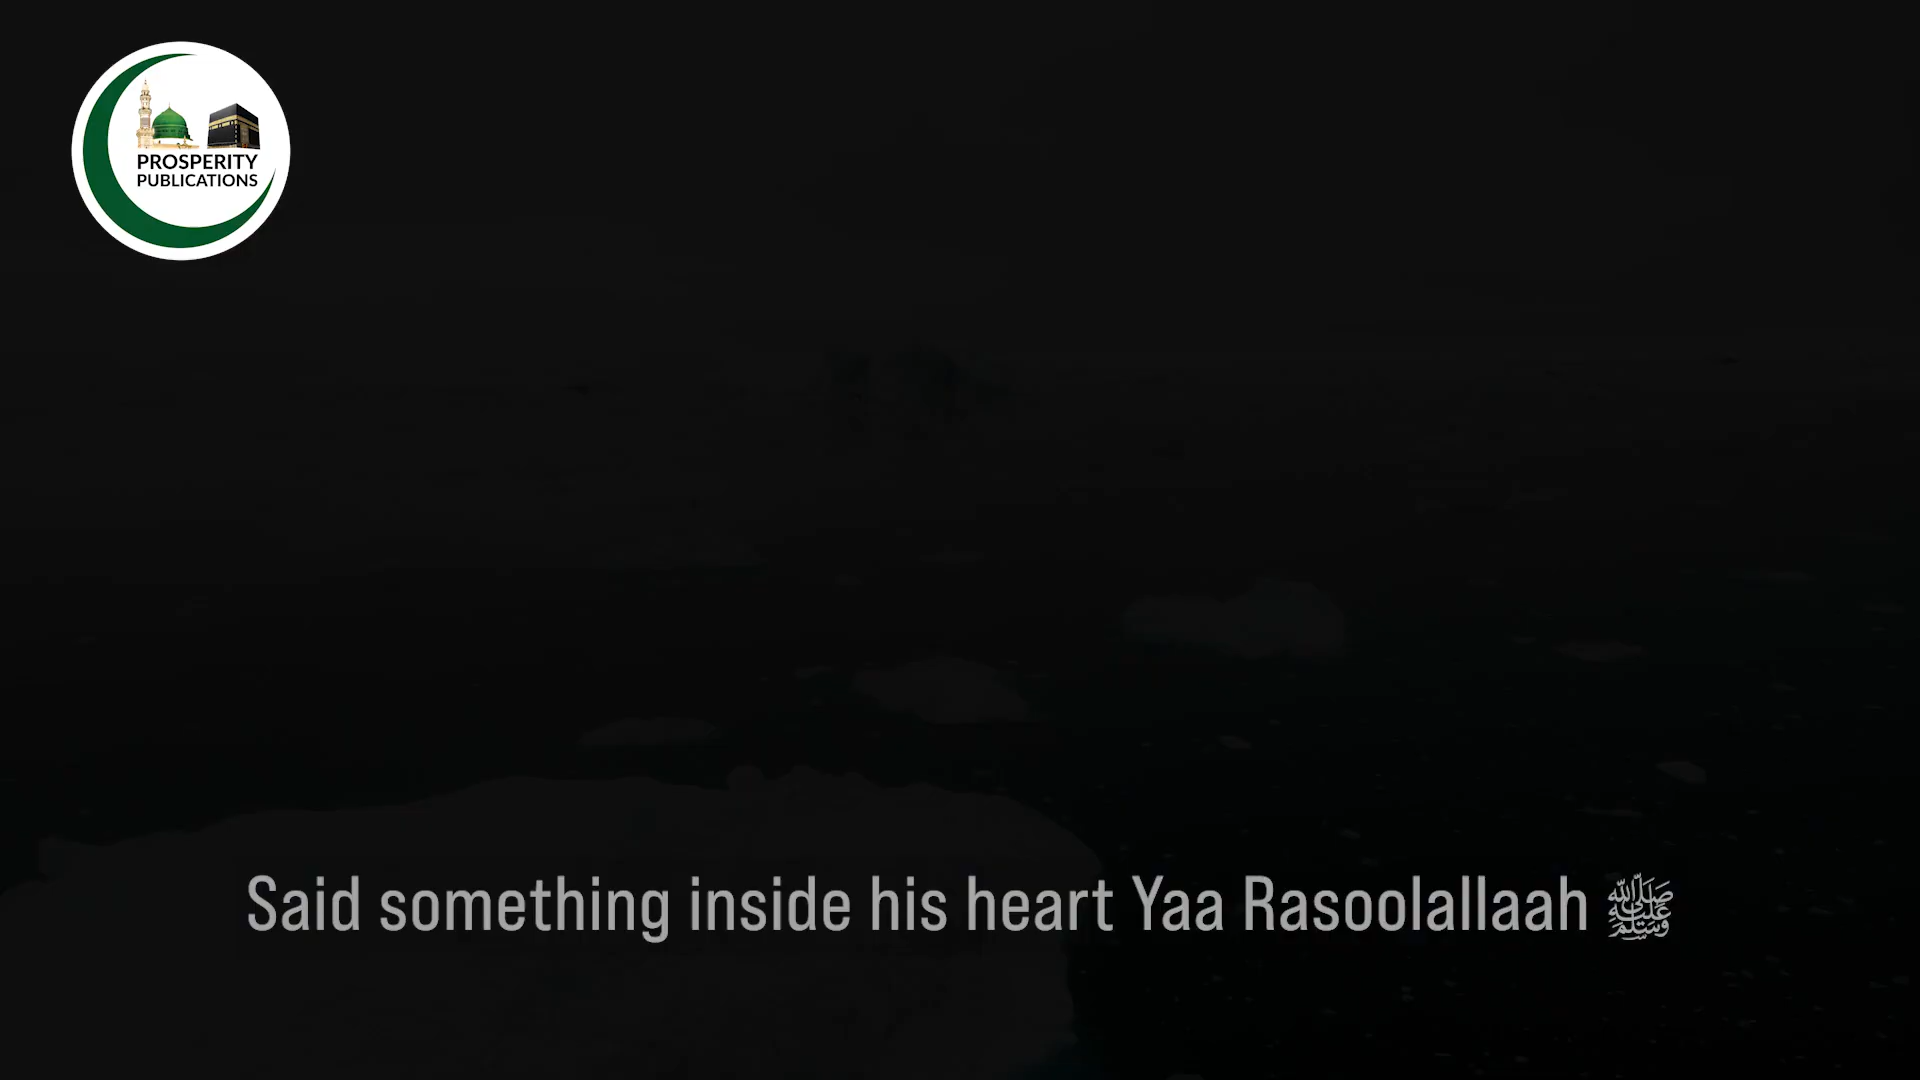 PROSPERITY
PUBLICATIONS
Said something inside his heart Yaa Rasoolallaah ﷺ